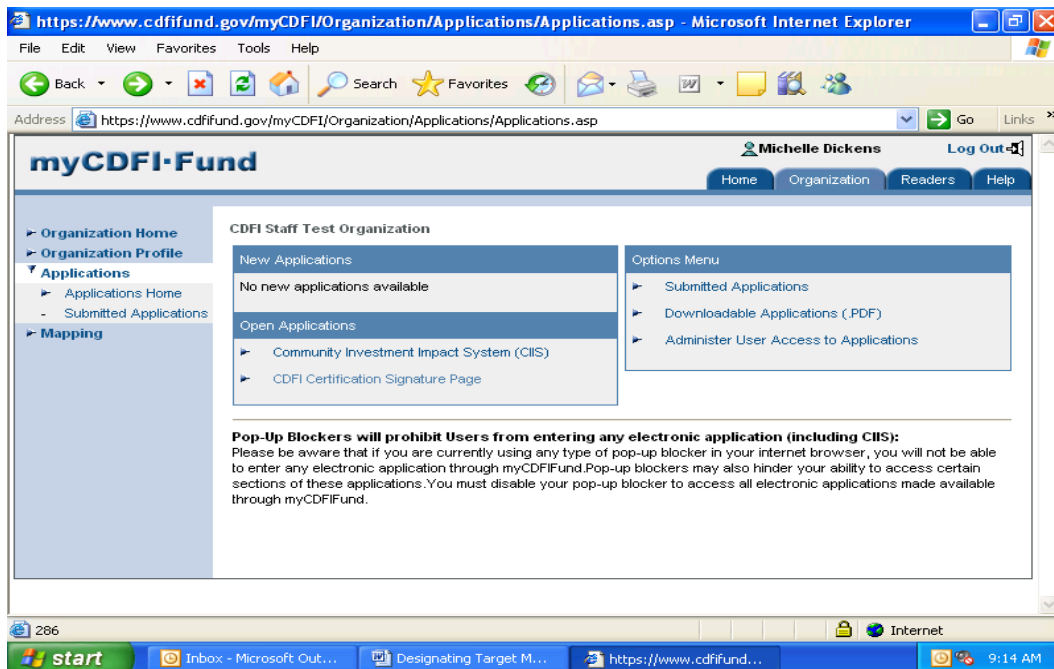 https://www.cdfifund.gov/myCDFI/Organization/Applications/Applications.asp - Microsoft Internet Explorer
File Edit View Favorites Tools Help
Back Search Favorites
Address https://www.cdfifund.gov/myCDFI/Organization/Applications/Applications.asp Go Links »
myCDFI·Fund
Michelle Dickens Log Out
Home Organization Readers Help
Organization Home
Organization Profile
Applications
Applications Home
- Submitted Applications
Mapping
CDFI Staff Test Organization
New Applications
No new applications available
Open Applications
Community Investment Impact System (CIIS)
CDFI Certification Signature Page
Options Menu
Submitted Applications
Downloadable Applications (.PDF)
Administer User Access to Applications
Pop-Up Blockers will prohibit Users from entering any electronic application (including CIIS):
Please be aware that if you are currently using any type of pop-up blocker in your internet browser, you will not be able
to enter any electronic application through myCDFIFund.Pop-up blockers may also hinder your ability to access certain
sections of these applications.You must disable your pop-up blocker to access all electronic applications made available
through myCDFIFund.
286 Internet
start Inbox - Microsoft Out... Designating Target M... https://www.cdfifund... 9:14 AM